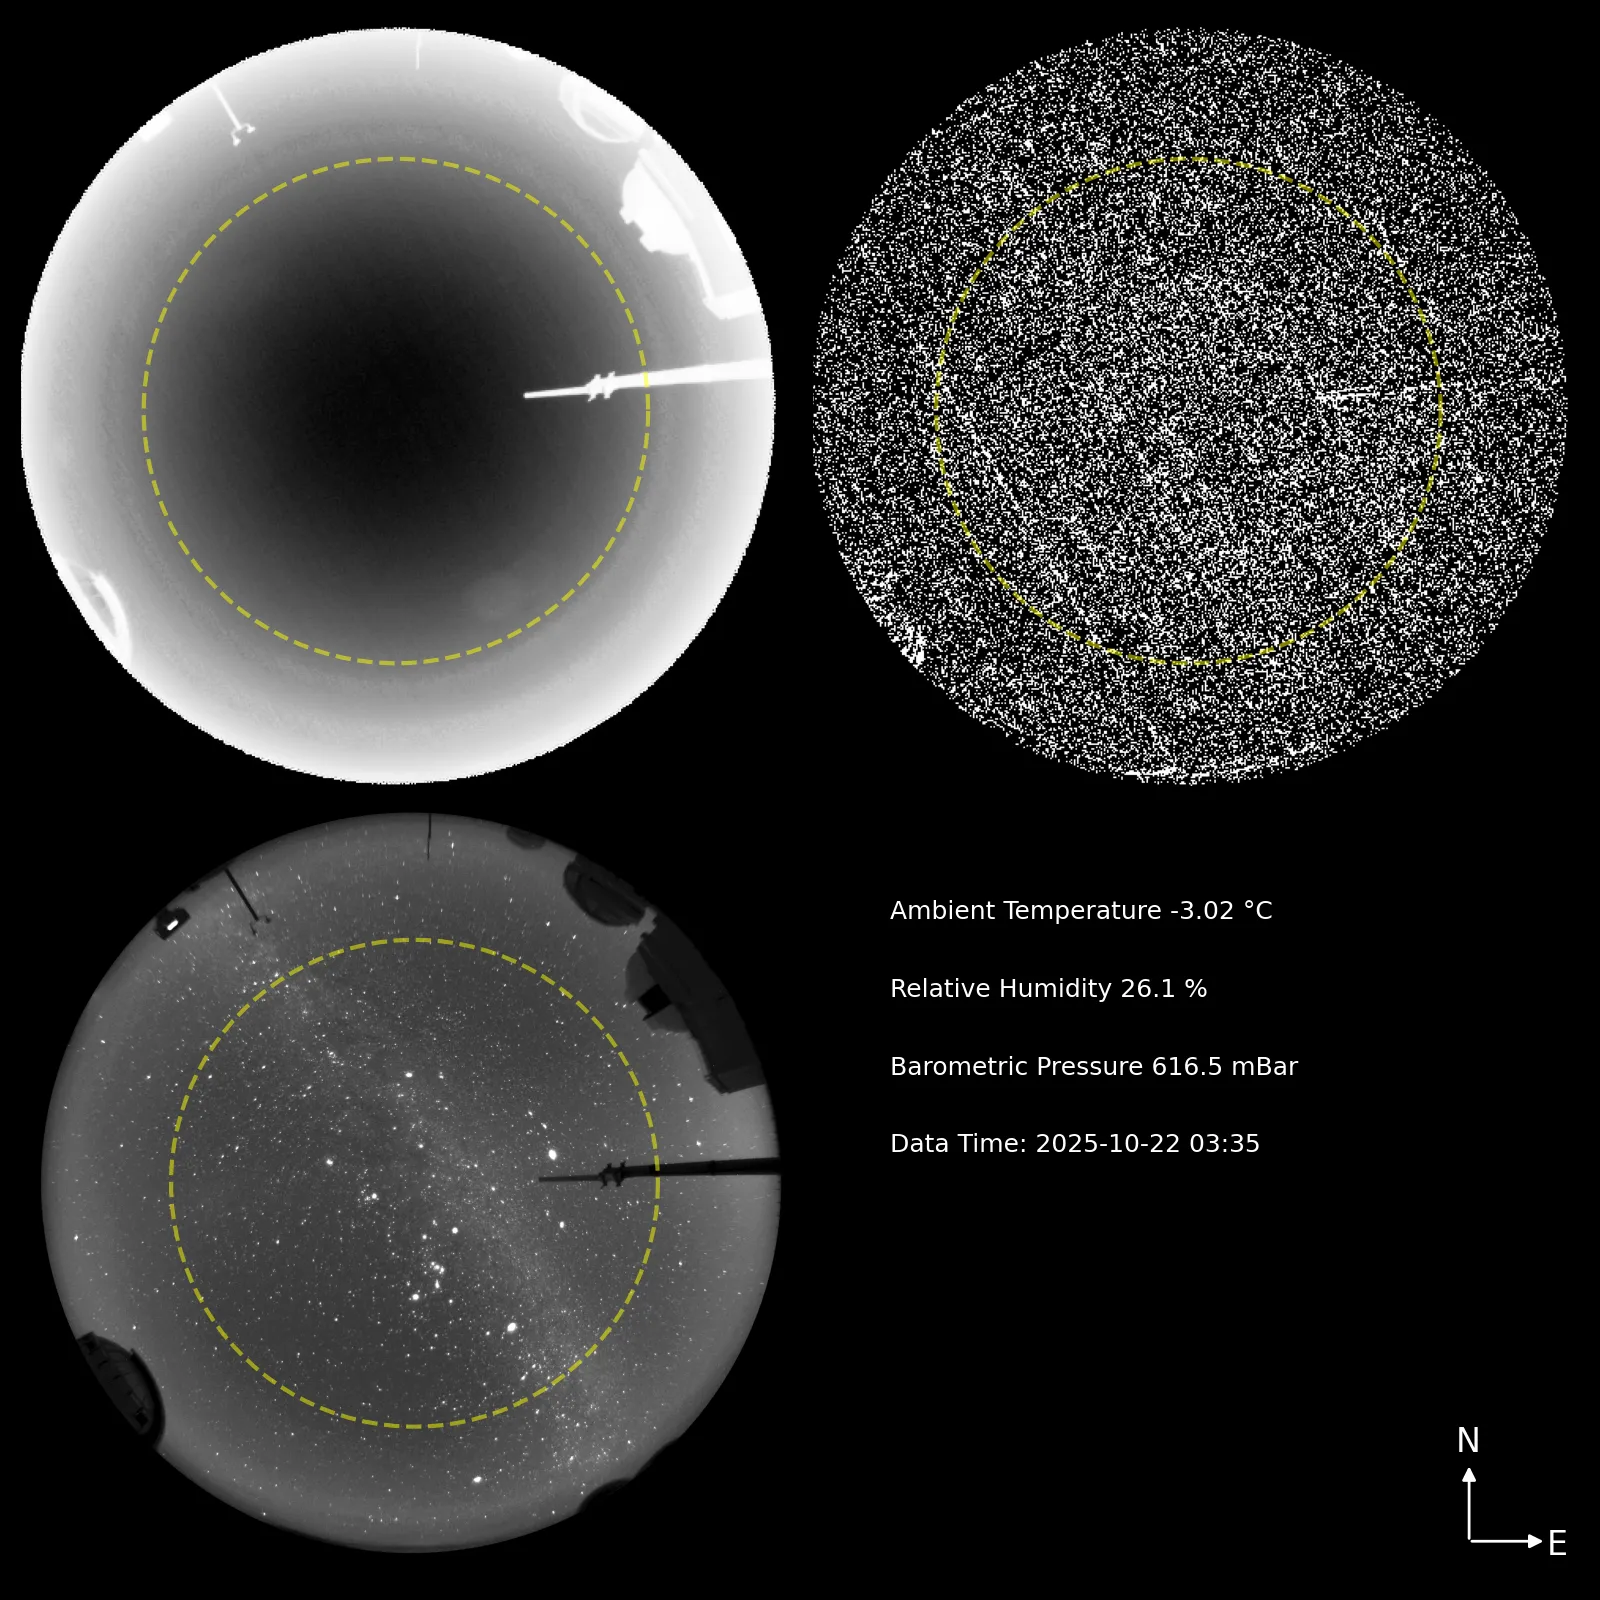 Ambient Temperature -3.02 °C
Relative Humidity 26.1 %
Barometric Pressure 616.5 mBar
Data Time: 2025-10-22 03:35
N
E